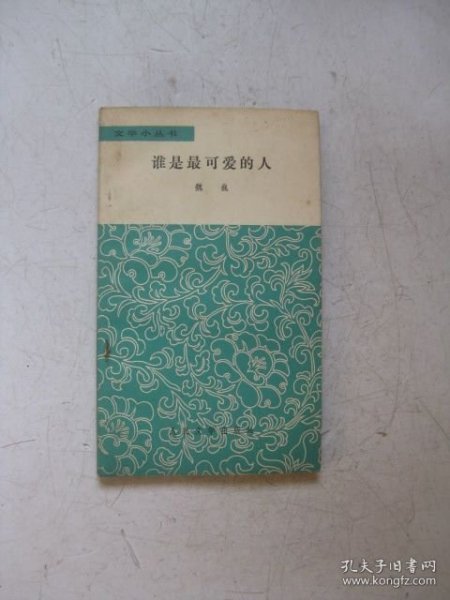 文学小丛书
谁是最可爱的人
魏巍
人民文学出版社
孔夫子旧书网
www.kongfz.com